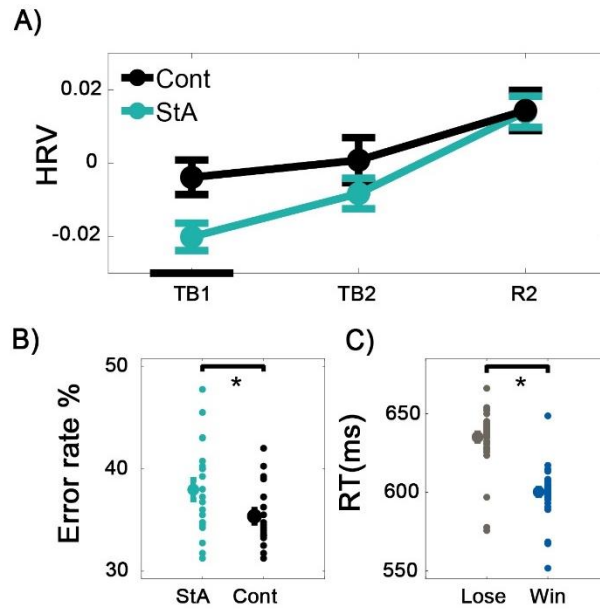 A)
HRV
0.02
0
-0.02
Cont
StA
TB1 TB2 R2
B)
Error rate %
50
40
30
*
StA Cont
C)
RT(ms)
650
600
550
*
Lose Win